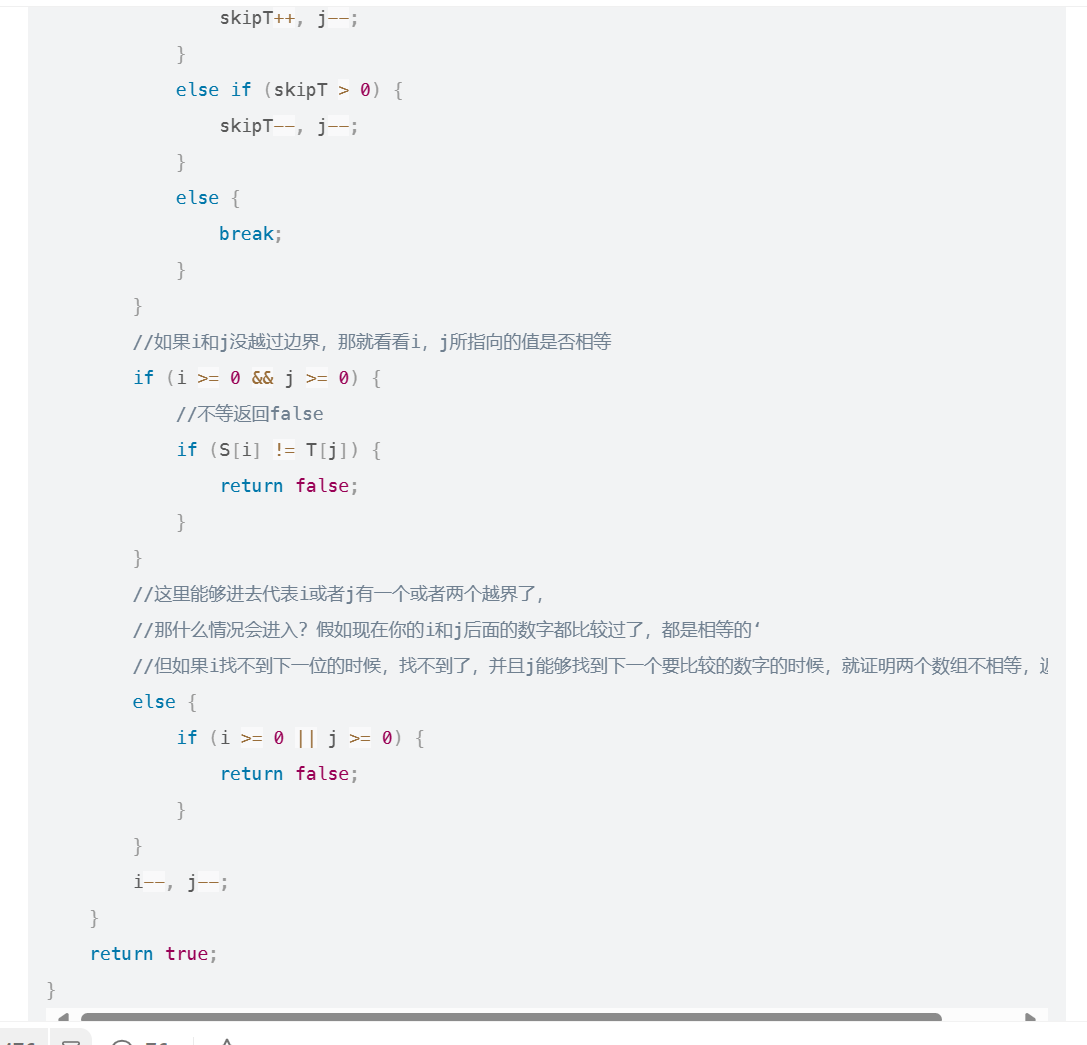 skipT++, j--;
        }
        else if (skipT > 0) {
            skipT--, j--;
        }
        else {
            break;
        }
    }
    //如果i和j没越过边界，那就看看i，j所指向的值是否相等
    if (i >= 0 && j >= 0) {
        //不等返回false
        if (S[i] != T[j]) {
            return false;
        }
    }
    //这里能够进去代表i或者j有一个或者两个越界了，
    //那什么情况会进入？假如现在你的i和j后面的数字都比较过了，都是相等的‘
    //但如果i找不到下一位的时候，找不到了，并且j能够找到下一个要比较的数字的时候，就证明两个数组不相等，
    else {
        if (i >= 0 || j >= 0) {
            return false;
        }
    }
    i--, j--;
}
return true;
}